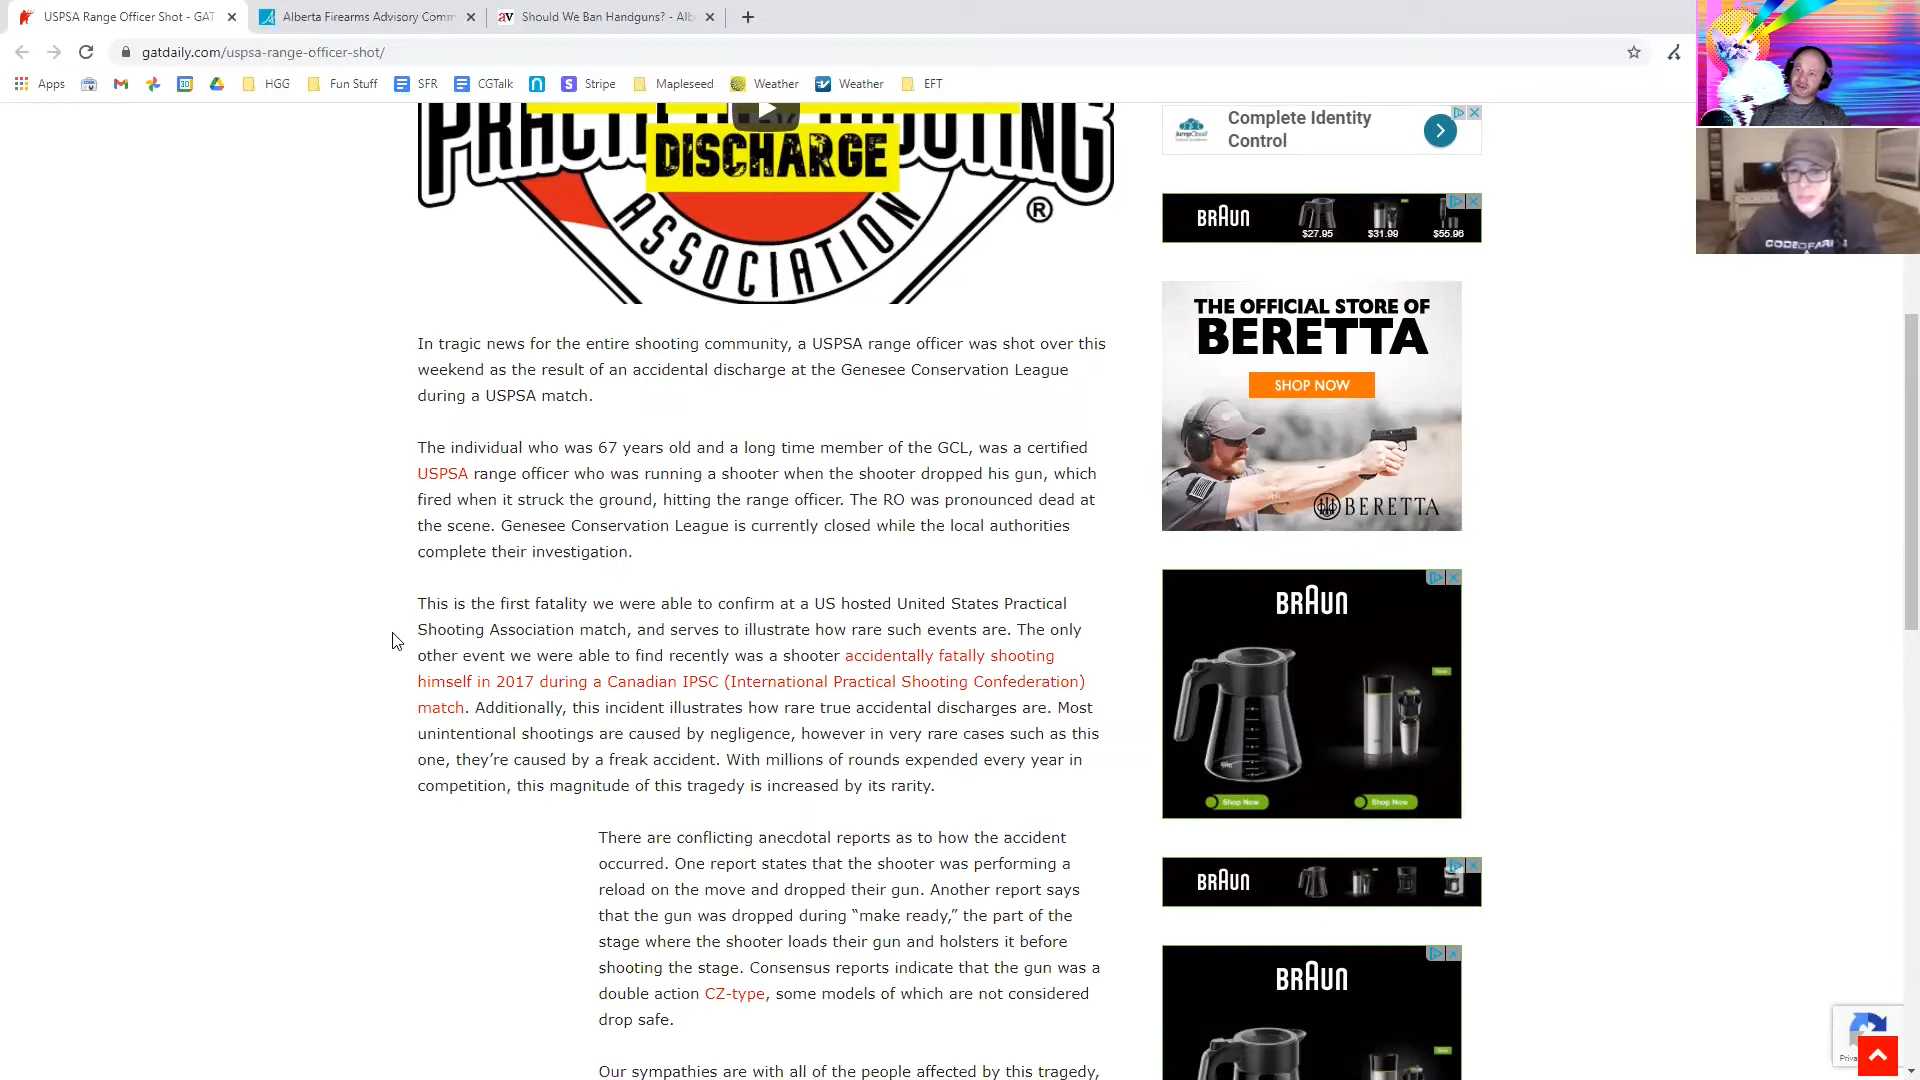 USPSA Range Officer Shot - GAT
Alberta Firearms Advisory Comm
av Should We Ban Handguns? - Alb
gatdaily.com/uspsa-range-officer-shot/
Apps
HGG
Fun Stuff
SFR
CGTalk
Stripe
Mapleseed
Weather
Weather
EFT
DISCHARGE
ASSOCIATION
®
In tragic news for the entire shooting community, a USPSA range officer was shot over this
weekend as the result of an accidental discharge at the Genesee Conservation League
during a USPSA match.
The individual who was 67 years old and a long time member of the GCL, was a certified
USPSA range officer who was running a shooter when the shooter dropped his gun, which
fired when it struck the ground, hitting the range officer. The RO was pronounced dead at
the scene. Genesee Conservation League is currently closed while the local authorities
complete their investigation.
This is the first fatality we were able to confirm at a US hosted United States Practical
Shooting Association match, and serves to illustrate how rare such events are. The only
other event we were able to find recently was a shooter accidentally fatally shooting
himself in 2017 during a Canadian IPSC (International Practical Shooting Confederation)
match. Additionally, this incident illustrates how rare true accidental discharges are. Most
unintentional shootings are caused by negligence, however in very rare cases such as this
one, they’re caused by a freak accident. With millions of rounds expended every year in
competition, this magnitude of this tragedy is increased by its rarity.
There are conflicting anecdotal reports as to how the accident
occurred. One report states that the shooter was performing a
reload on the move and dropped their gun. Another report says
that the gun was dropped during “make ready,” the part of the
stage where the shooter loads their gun and holsters it before
shooting the stage. Consensus reports indicate that the gun was a
double action CZ-type, some models of which are not considered
drop safe.
Our sympathies are with all of the people affected by this tragedy,
jumpcloud
Complete Identity
Control
BRAUN
$27.95 $31.99 $55.96
THE OFFICIAL STORE OF
BERETTA
SHOP NOW
BERETTA
BRAUN
Shop Now
Shop Now
BRAUN
BRAUN